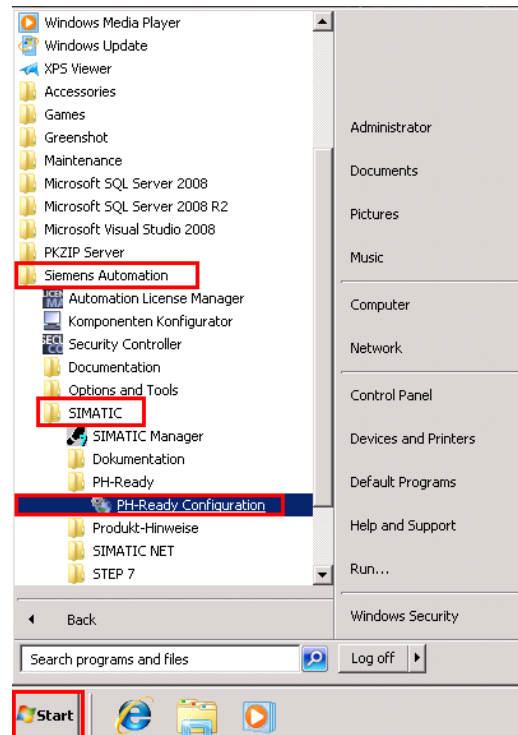 Windows Media Player
Windows Update
XPS Viewer
Accessories
Games
Greenshot
Maintenance
Microsoft SQL Server 2008
Microsoft SQL Server 2008 R2
Microsoft Visual Studio 2008
PKZIP Server
Siemens Automation
Automation License Manager
Komponenten Konfigurator
Security Controller
Documentation
Options and Tools
SIMATIC
SIMATIC Manager
Dokumentation
PH-Ready
PH-Ready Configuration
Produkt-Hinweise
SIMATIC NET
STEP 7
Back
Search programs and files
Administrator
Documents
Pictures
Music
Computer
Network
Control Panel
Devices and Printers
Default Programs
Help and Support
Run...
Windows Security
Log off
Start